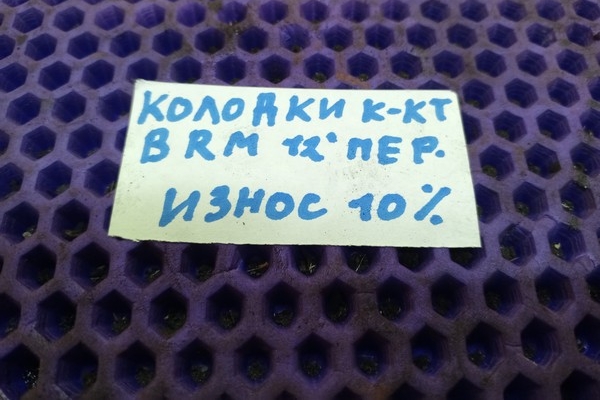 КОЛОДКИ К-КТ
BRM 12" ПЕР.
ИЗНОС 10%